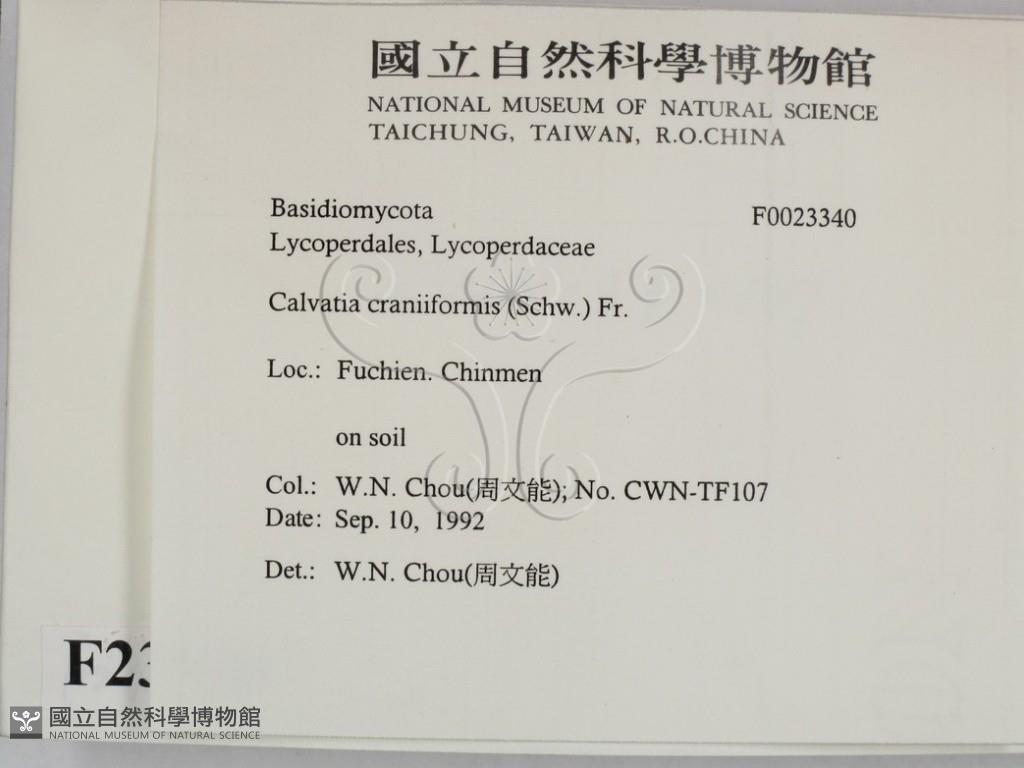 國立自然科學博物館
NATIONAL MUSEUM OF NATURAL SCIENCE
TAICHUNG, TAIWAN, R.O.CHINA
Basidiomycota F0023340
Lycoperdales, Lycoperdaceae
Calvatia craniiformis (Schw.) Fr.
Loc.: Fuchien. Chinmen
on soil
Col.: W.N. Chou(周文能); No. CWN-TF107
Date: Sep. 10, 1992
Det.: W.N. Chou(周文能)
F23
國立自然科學博物館
NATIONAL MUSEUM OF NATURAL SCIENCE